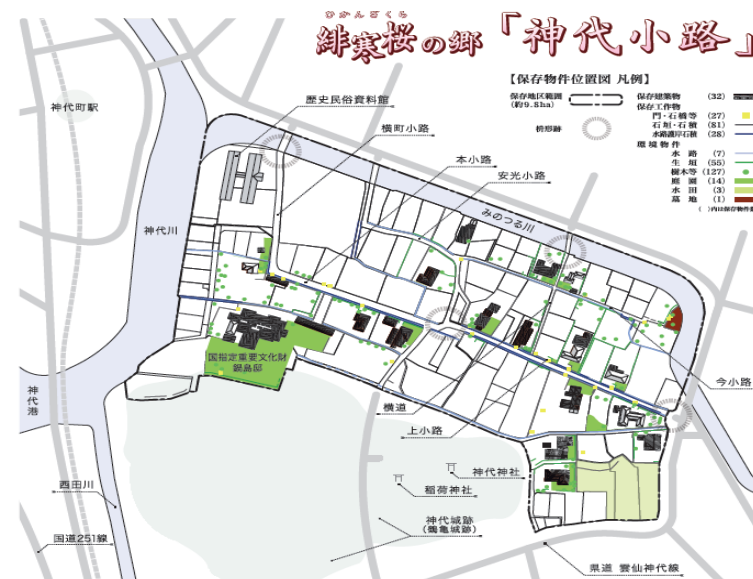 ひかんざくら
緋寒桜の郷「神代小路」
【保存物件位置図 凡例】
保存地区範囲
(約9.8ha)
枡形跡
保存建築物 (32)
保存工作物
門・石橋等 (27)
石垣・石積 (81)
水路護岸石積 (28)
環境物件
水路 (7)
生垣 (55)
樹木等 (127)
庭園 (14)
水田 (3)
墓地 (1)
神代町駅
歴史民俗資料館
横町小路
本小路
安光小路
みのつる川
神代川
国指定重要文化財
鍋島邸
今小路
神代港
横道
上小路
神代神社
稲荷神社
西田川
神代城跡
(鶴亀城跡)
国道251線
県道 雲仙神代線